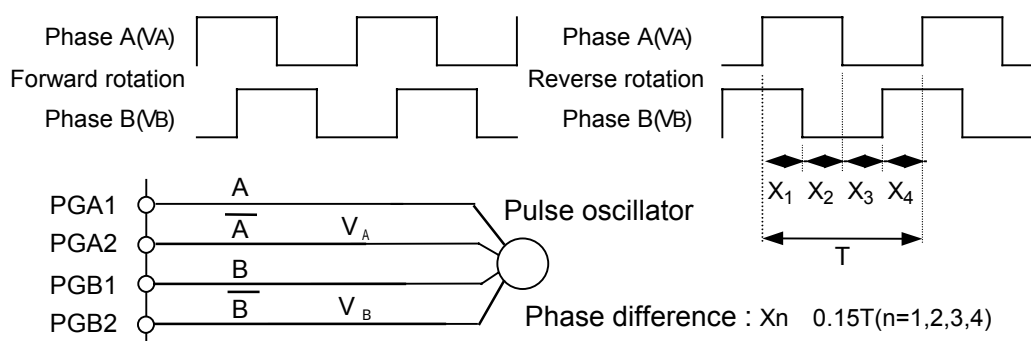 Phase A(VA)
Forward rotation
Phase B(VB)
Phase A(VA)
Reverse rotation
Phase B(VB)
X1 X2 X3 X4
T
PGA1 A
PGA2 A VA
PGB1 B
PGB2 B VB
Pulse oscillator
Phase difference : Xn 0.15T(n=1,2,3,4)